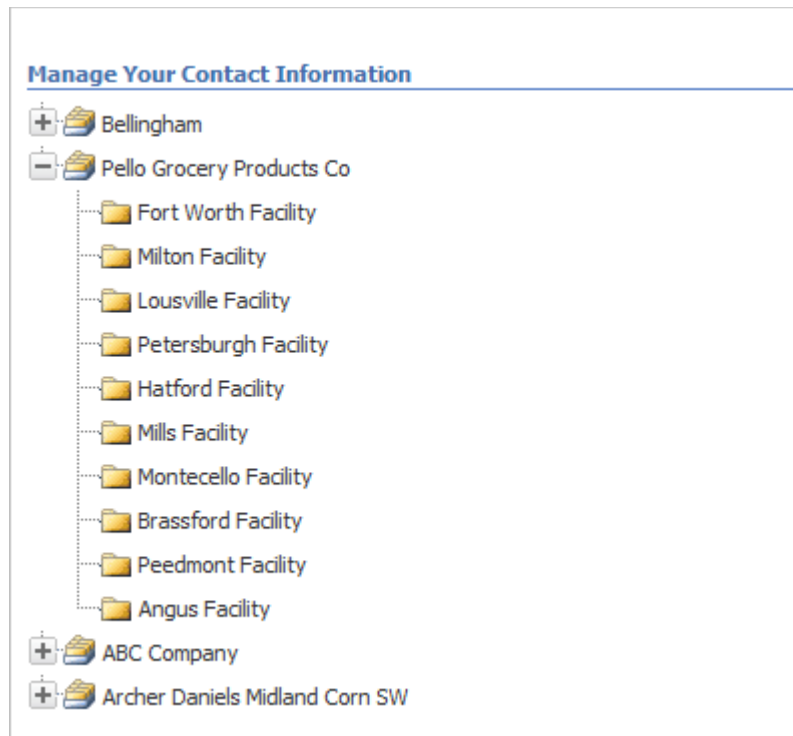 Manage Your Contact Information
Bellingham
Pello Grocery Products Co
Fort Worth Facility
Milton Facility
Lousville Facility
Petersburgh Facility
Hatford Facility
Mills Facility
Montecello Facility
Brassford Facility
Peedmont Facility
Angus Facility
ABC Company
Archer Daniels Midland Corn SW